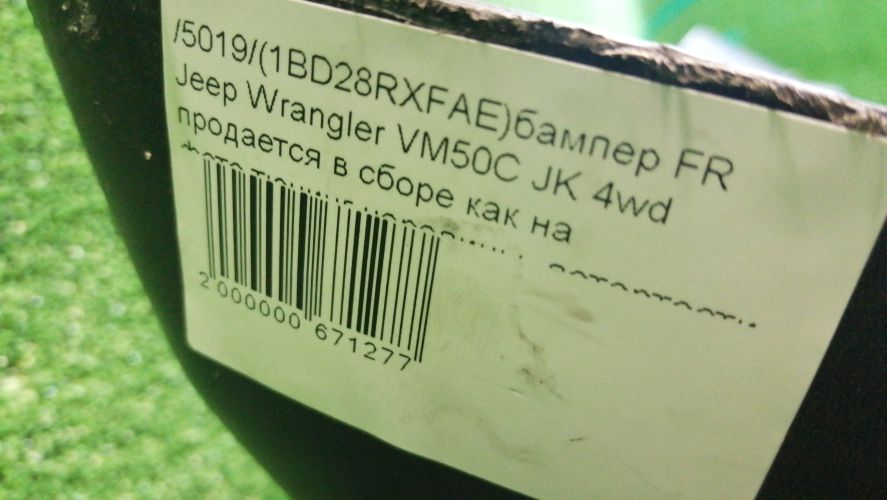 /5019/(1BD28RXFAE)бампер FR
Jeep Wrangler VM50C JK 4wd
продается в сборе как на
2 000000 671277